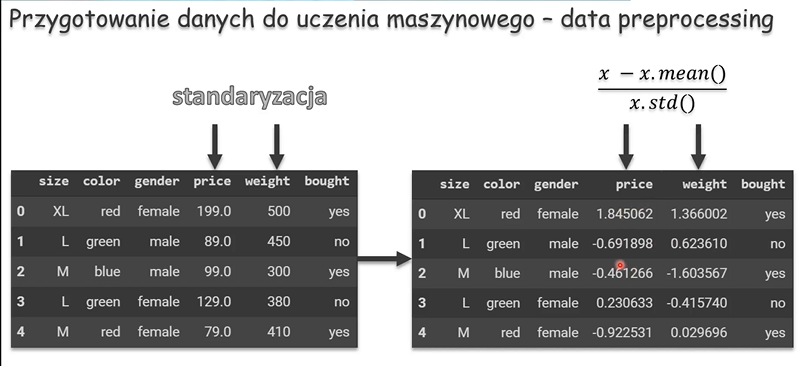 Przygotowanie danych do uczenia maszynowego – data preprocessing
standaryzacja
x − x.mean()
x.std()
size color gender price weight bought
0 XL red female 199.0 500 yes
1 L green male 89.0 450 no
2 M blue male 99.0 300 yes
3 L green female 129.0 380 no
4 M red female 79.0 410 yes
size color gender price weight bought
0 XL red female 1.845062 1.366002 yes
1 L green male -0.691898 0.623610 no
2 M blue male -0.461266 -1.603567 yes
3 L green female 0.230633 -0.415740 no
4 M red female -0.922531 0.029696 yes